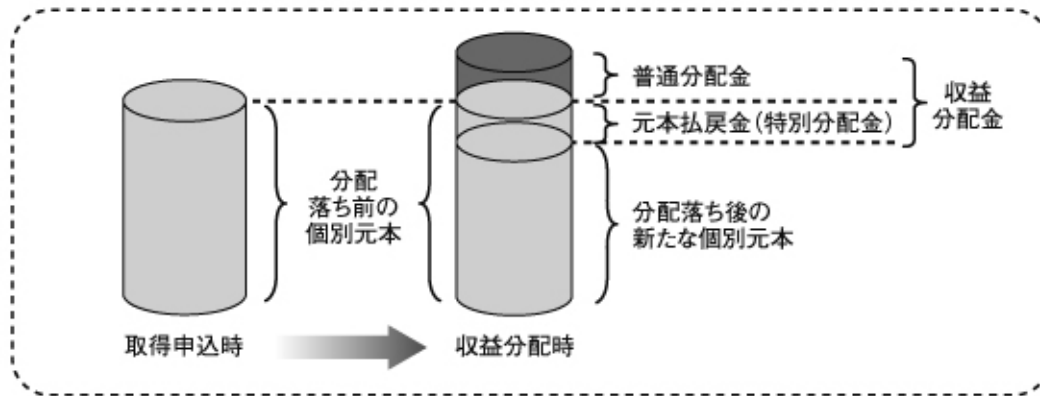 普通分配金
元本払戻金(特別分配金)
収益
分配金
分配
落ち前の
個別元本
分配落ち後の
新たな個別元本
取得申込時
収益分配時